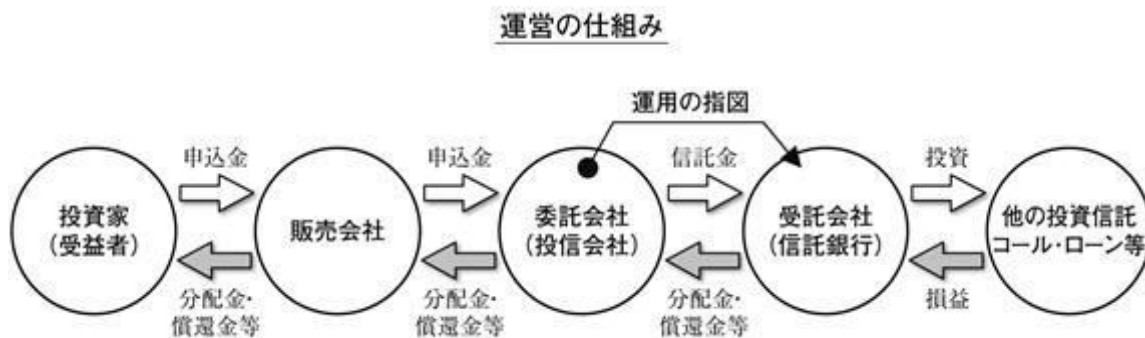 運営の仕組み
運用の指図
申込金
申込金
信託金
投資
投資家
(受益者)
販売会社
委託会社
(投信会社)
受託会社
(信託銀行)
他の投資信託
コール・ローン等
分配金・
償還金等
分配金・
償還金等
分配金・
償還金等
損益